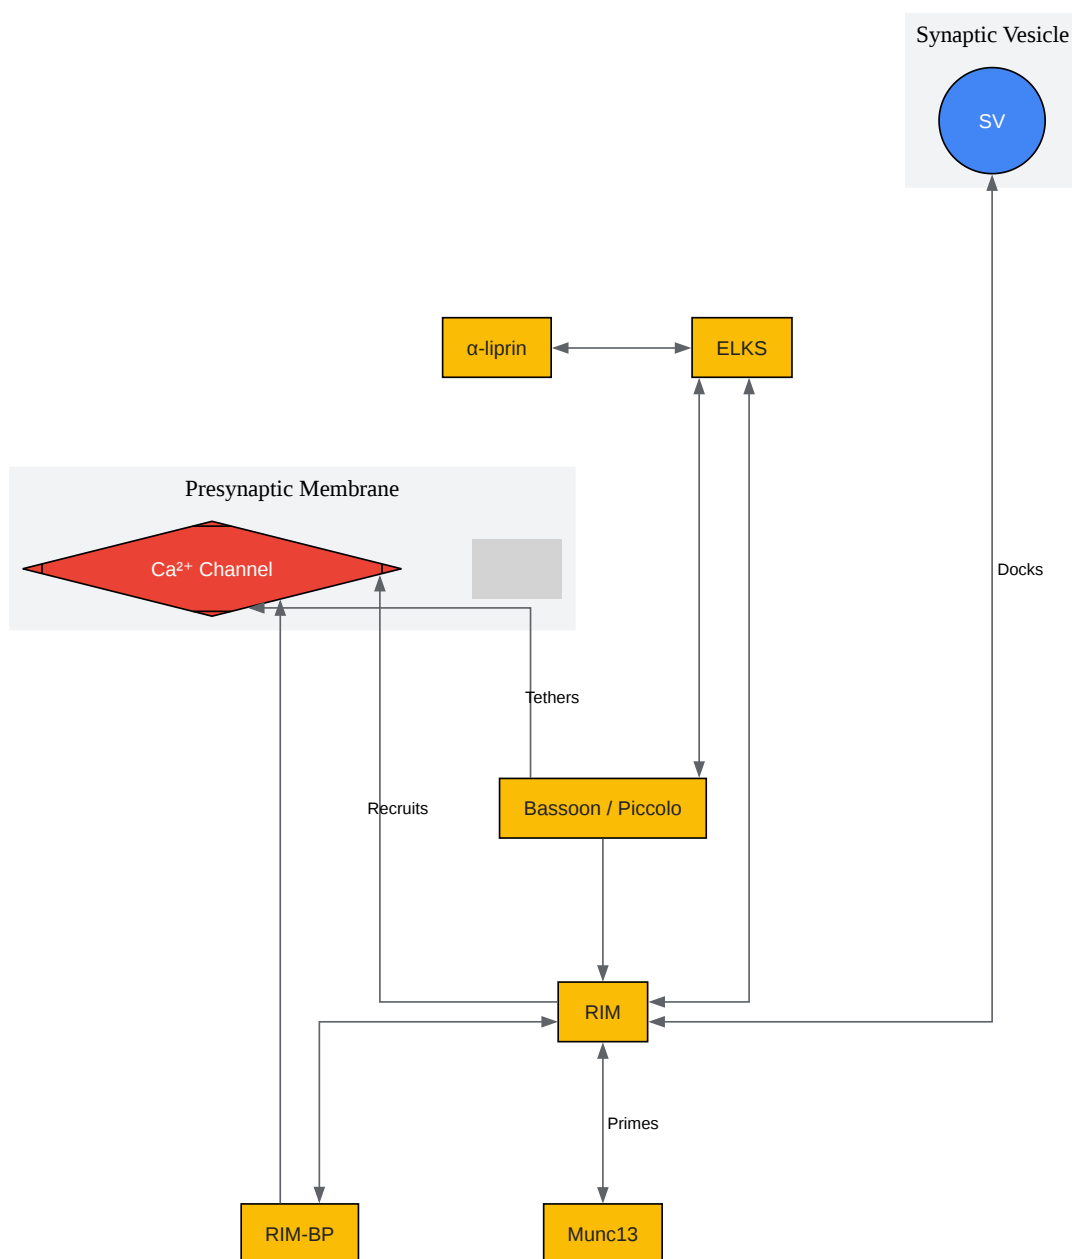 Synaptic Vesicle
SV
α-liprin
ELKS
Presynaptic Membrane
Ca²⁺ Channel
Docks
Tethers
Recruits
Bassoon / Piccolo
RIM
Primes
RIM-BP
Munc13